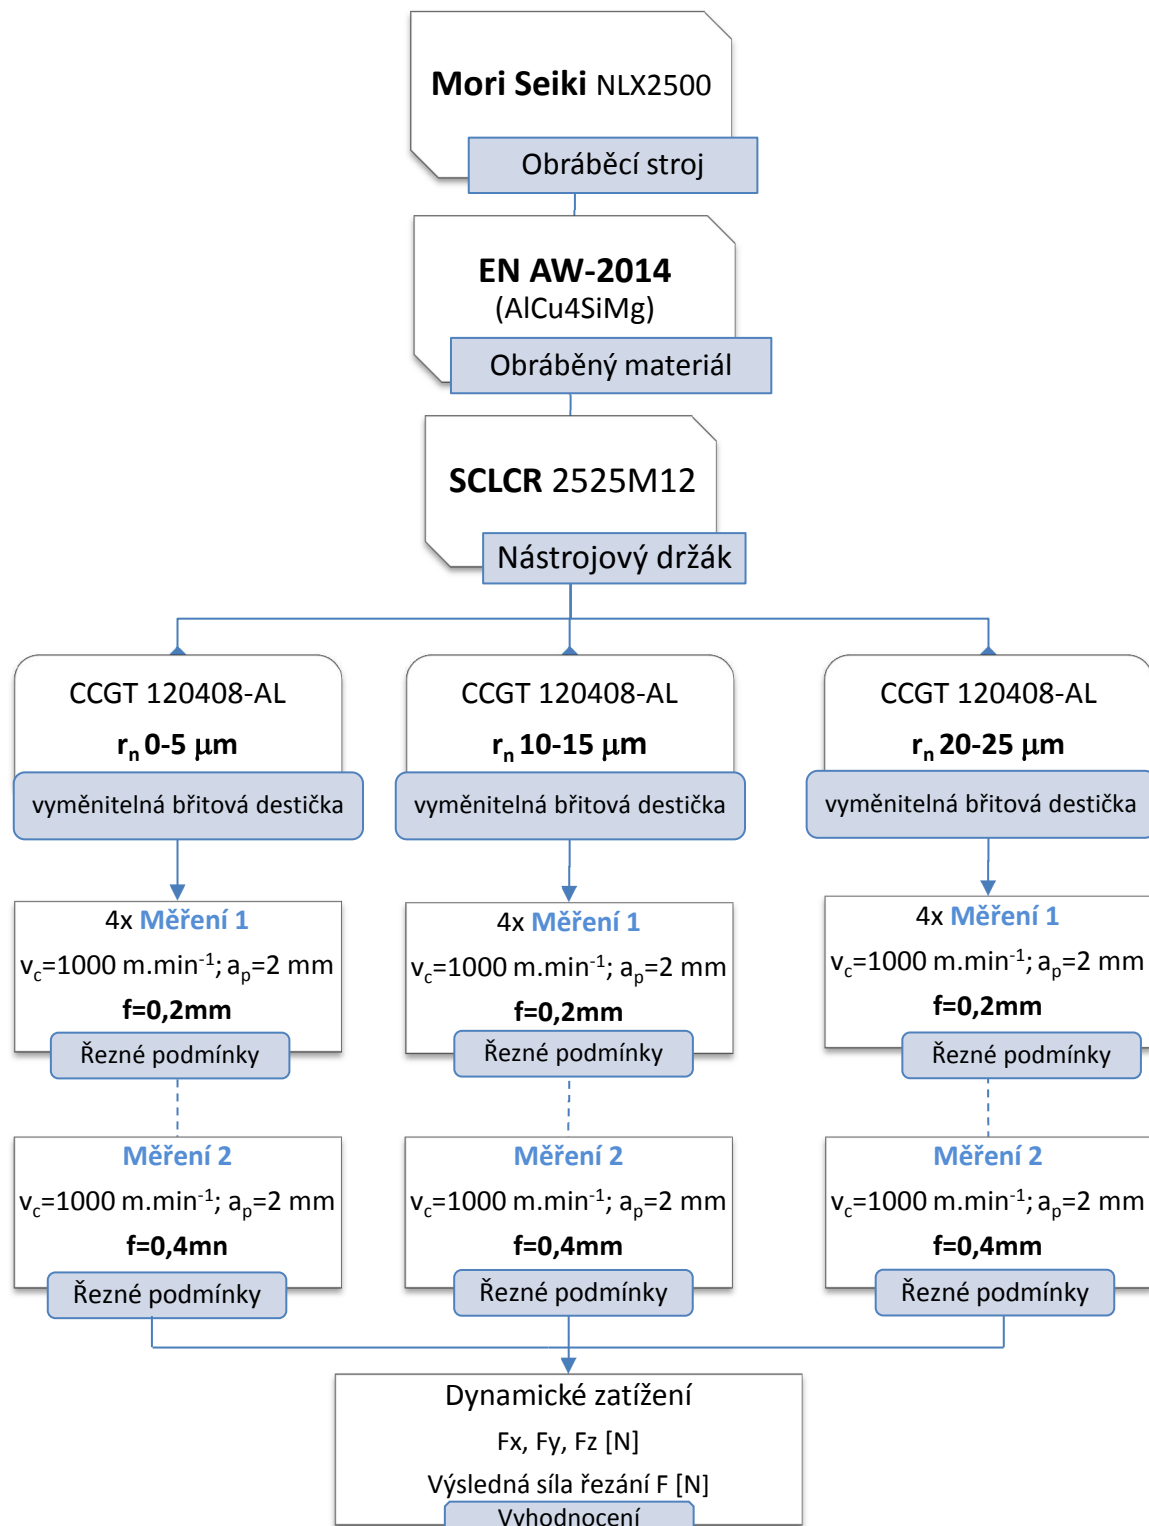 Mori Seiki NLX2500
Obráběcí stroj
EN AW-2014
(AlCu4SiMg)
Obráběný materiál
SCLCR 2525M12
Nástrojový držák
CCGT 120408-AL
rₙ 0-5 μm
vyměnitelná břitová destička
CCGT 120408-AL
rₙ 10-15 μm
vyměnitelná břitová destička
CCGT 120408-AL
rₙ 20-25 μm
vyměnitelná břitová destička
4x Měření 1
v_c=1000 m.min⁻¹; aₚ=2 mm
f=0,2mm
Řezné podmínky
4x Měření 1
v_c=1000 m.min⁻¹; aₚ=2 mm
f=0,2mm
Řezné podmínky
4x Měření 1
v_c=1000 m.min⁻¹; aₚ=2 mm
f=0,2mm
Řezné podmínky
Měření 2
v_c=1000 m.min⁻¹; aₚ=2 mm
f=0,4mn
Řezné podmínky
Měření 2
v_c=1000 m.min⁻¹; aₚ=2 mm
f=0,4mm
Řezné podmínky
Měření 2
v_c=1000 m.min⁻¹; aₚ=2 mm
f=0,4mm
Řezné podmínky
Dynamické zatížení
Fx, Fy, Fz [N]
Výsledná síla řezání F [N]
Vyhodnocení